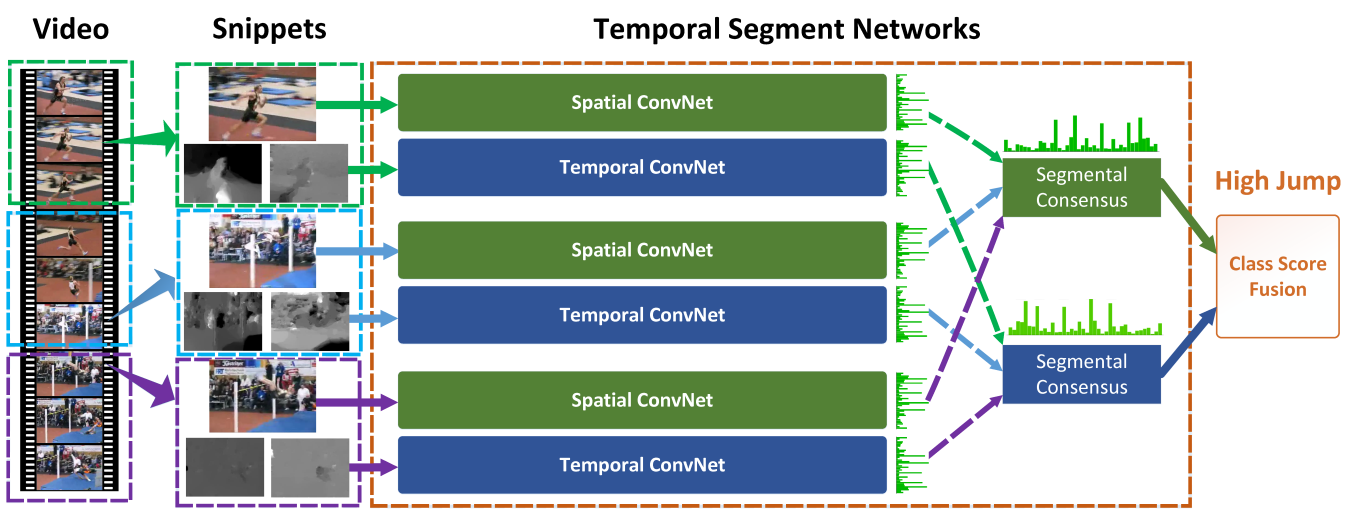 Video
Snippets
Temporal Segment Networks
Spatial ConvNet
Temporal ConvNet
Spatial ConvNet
Temporal ConvNet
Spatial ConvNet
Temporal ConvNet
Segmental
Consensus
Segmental
Consensus
High Jump
Class Score
Fusion